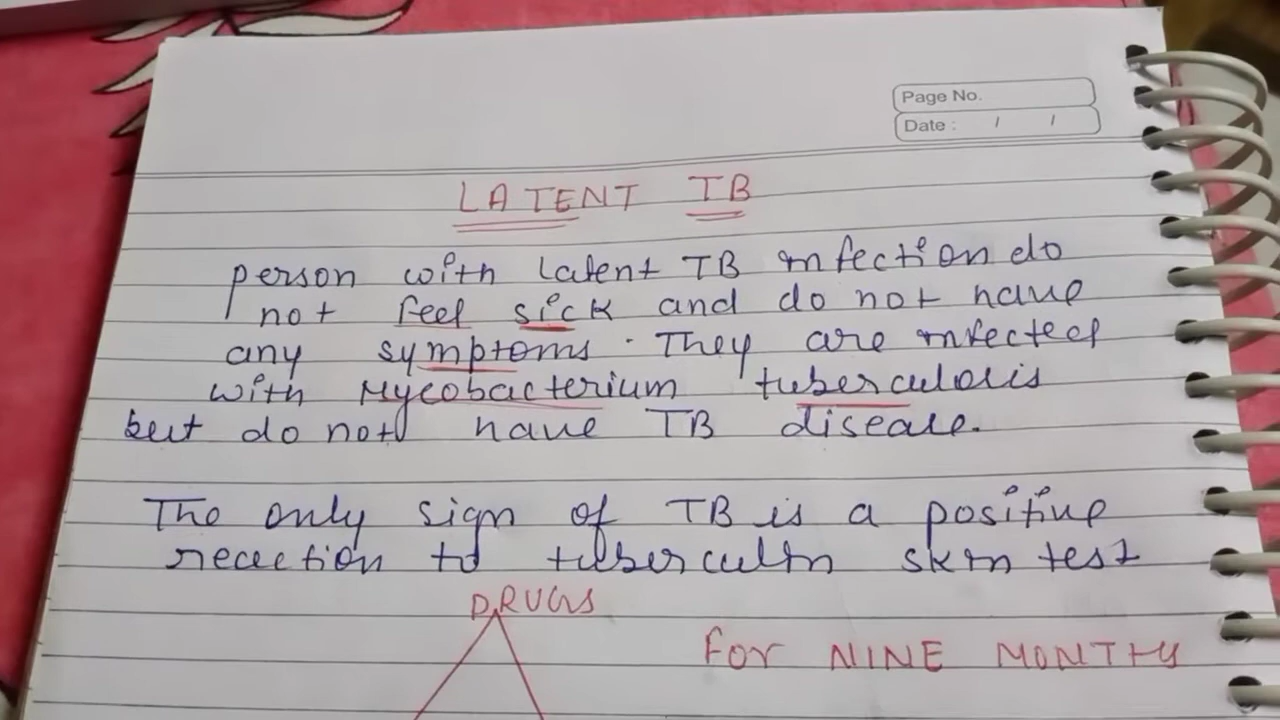 Page No.
Date : / /
LATENT TB
person with latent TB infection do
not feel sick and do not have
any symptoms. They are infected
with Mycobacterium tuberculosis
but do not have TB disease.
The only sign of TB is a positive
reaction to tuberculin skin test
DRUGS
For NINE MONTHS